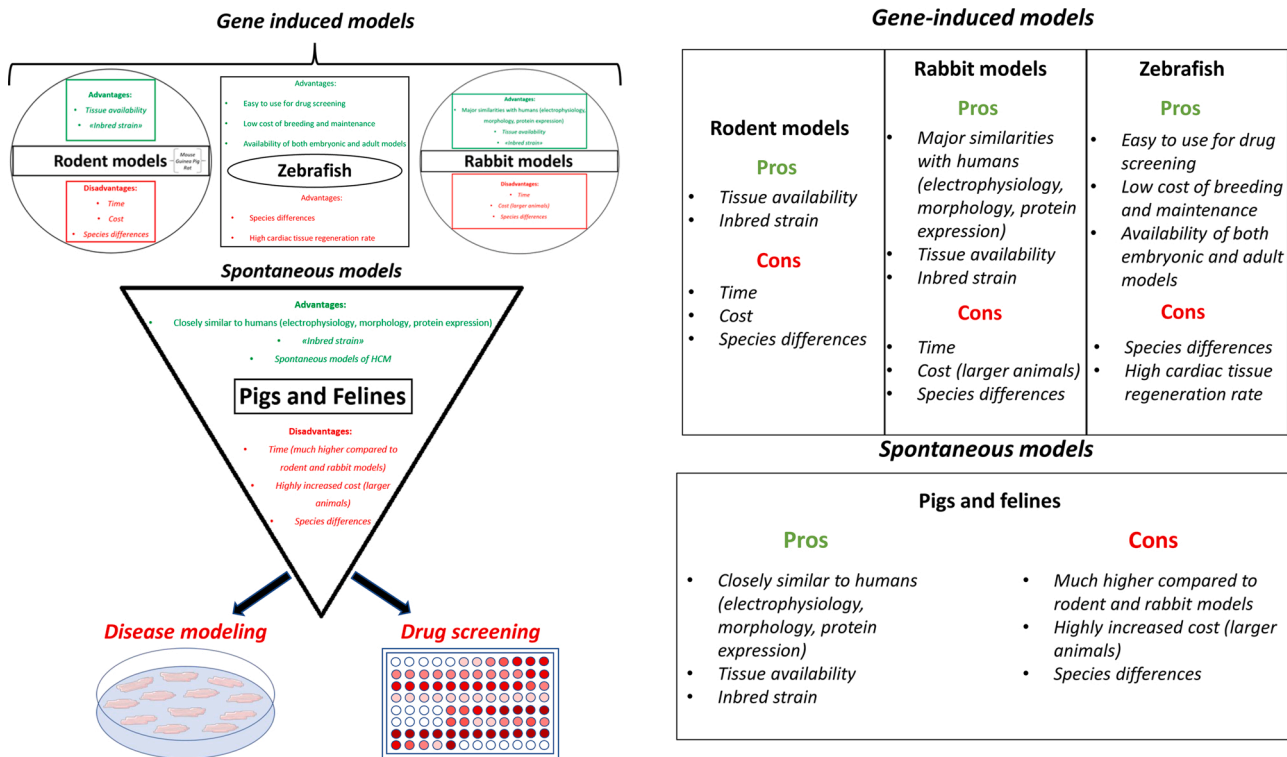 Gene induced models
Advantages:
• Tissue availability
• «Inbred strain»
Rodent models
Mouse
Guinea Pig
Rat
Disadvantages:
• Time
• Cost
• Species differences
Advantages:
• Easy to use for drug screening
• Low cost of breeding and maintenance
• Availability of both embryonic and adult models
Zebrafish
Advantages:
• Species differences
• High cardiac tissue regeneration rate
Advantages:
• Major similarities with humans (electrophysiology,
morphology, protein expression)
• Tissue availability
• «Inbred strain»
Rabbit models
Disadvantages:
• Time
• Cost (larger animals)
• Species differences
Spontaneous models
Advantages:
• Closely similar to humans (electrophysiology, morphology, protein expression)
• «Inbred strain»
• Spontaneous models of HCM
Pigs and Felines
Disadvantages:
• Time (much higher compared to
rodent and rabbit models)
• Highly increased cost (larger
animals)
• Species differences
Disease modeling
Drug screening
Gene-induced models
Rodent models
Pros
• Tissue availability
• Inbred strain
Cons
• Time
• Cost
• Species differences
Rabbit models
Pros
• Major similarities
with humans
(electrophysiology,
morphology, protein
expression)
• Tissue availability
• Inbred strain
Cons
• Time
• Cost (larger animals)
• Species differences
Zebrafish
Pros
• Easy to use for drug
screening
• Low cost of breeding
and maintenance
• Availability of both
embryonic and adult
models
Cons
• Species differences
• High cardiac tissue
regeneration rate
Spontaneous models
Pigs and felines
Pros
• Closely similar to humans
(electrophysiology,
morphology, protein
expression)
• Tissue availability
• Inbred strain
Cons
• Much higher compared to
rodent and rabbit models
• Highly increased cost (larger
animals)
• Species differences